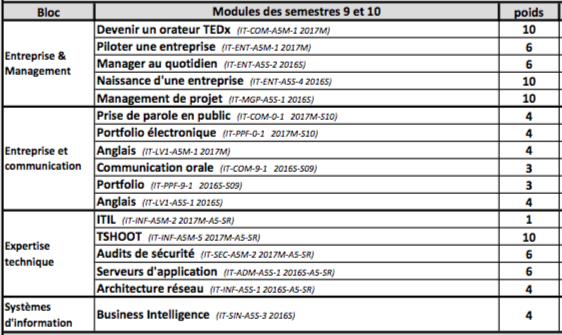 Bloc Modules des semestres 9 et 10 poids
Entreprise & Management
Devenir un orateur TEDx (IT-COM-A5M-1 2017M) 10
Piloter une entreprise (IT-ENT-A5M-1 2017M) 6
Manager au quotidien (IT-ENT-A5S-2 2016S) 6
Naissance d'une entreprise (IT-ENT-A5S-4 2016S) 10
Management de projet (IT-MGP-A5S-1 2016S) 10
Entreprise et communication
Prise de parole en public (IT-COM-0-1 2017M-S10) 4
Portfolio électronique (IT-PPF-0-1 2017M-S10) 4
Anglais (IT-LV1-A5M-1 2017M) 4
Communication orale (IT-COM-9-1 2016S-S09) 3
Portfolio (IT-PPF-9-1 2016S-S09) 3
Anglais (IT-LV1-A5S-1 2016S) 4
Expertise technique
ITIL (IT-INF-A5M-2 2017M-A5-SR) 1
TSHOOT (IT-INF-A5M-5 2017M-A5-SR) 10
Audits de sécurité (IT-SEC-A5M-2 2017M-A5-SR) 6
Serveurs d'application (IT-ADM-A5S-1 2016S-A5-SR) 6
Architecture réseau (IT-INF-A5S-1 2016S-A5-SR) 4
Systèmes d'information
Business Intelligence (IT-SIN-A5S-3 2016S) 4